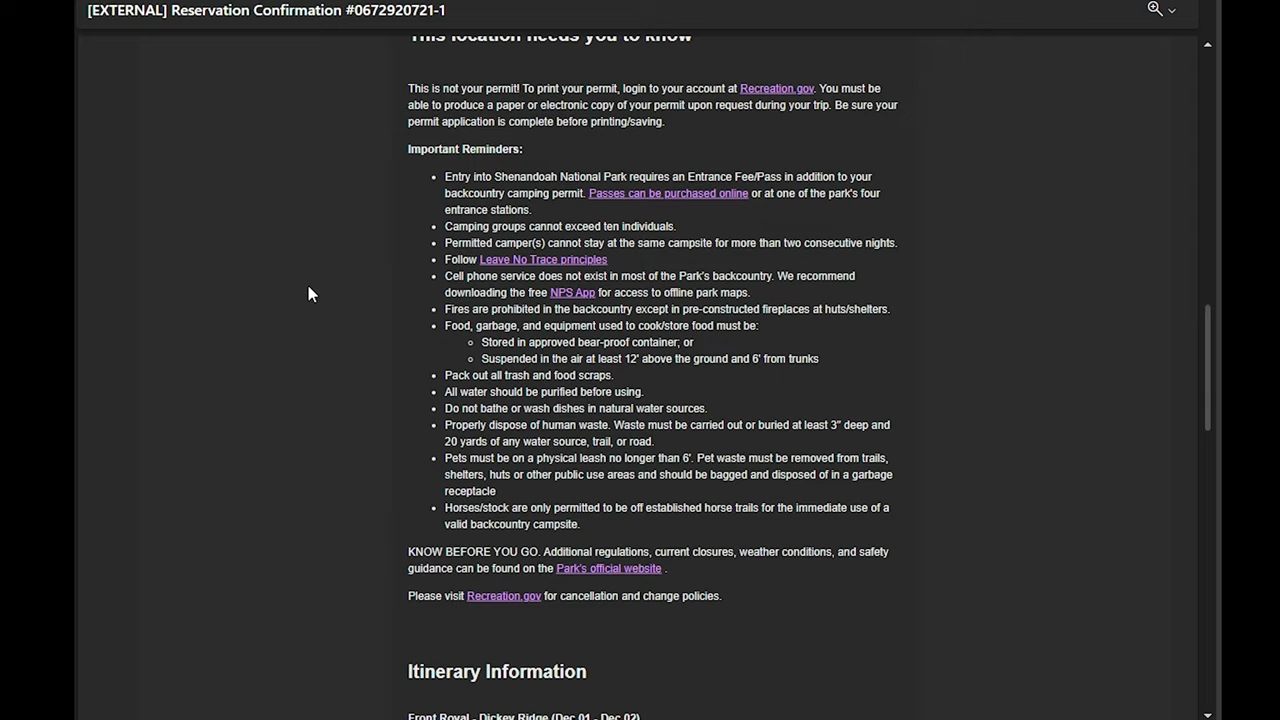 [EXTERNAL] Reservation Confirmation #0672920721-1
This location needs you to know
This is not your permit! To print your permit, login to your account at Recreation.gov. You must be
able to produce a paper or electronic copy of your permit upon request during your trip. Be sure your
permit application is complete before printing/saving.
Important Reminders:
• Entry into Shenandoah National Park requires an Entrance Fee/Pass in addition to your
backcountry camping permit. Passes can be purchased online or at one of the park's four
entrance stations.
• Camping groups cannot exceed ten individuals.
• Permitted camper(s) cannot stay at the same campsite for more than two consecutive nights.
• Follow Leave No Trace principles
• Cell phone service does not exist in most of the Park's backcountry. We recommend
downloading the free NPS App for access to offline park maps.
• Fires are prohibited in the backcountry except in pre-constructed fireplaces at huts/shelters.
• Food, garbage, and equipment used to cook/store food must be:
◦ Stored in approved bear-proof container; or
◦ Suspended in the air at least 12' above the ground and 6' from trunks
• Pack out all trash and food scraps.
• All water should be purified before using.
• Do not bathe or wash dishes in natural water sources.
• Properly dispose of human waste. Waste must be carried out or buried at least 3" deep and
20 yards of any water source, trail, or road.
• Pets must be on a physical leash no longer than 6'. Pet waste must be removed from trails,
shelters, huts or other public use areas and should be bagged and disposed of in a garbage
receptacle
• Horses/stock are only permitted to be off established horse trails for the immediate use of a
valid backcountry campsite.
KNOW BEFORE YOU GO. Additional regulations, current closures, weather conditions, and safety
guidance can be found on the Park's official website .
Please visit Recreation.gov for cancellation and change policies.
Itinerary Information
Front Royal - Dickey Ridge (Dec 01 - Dec 02)